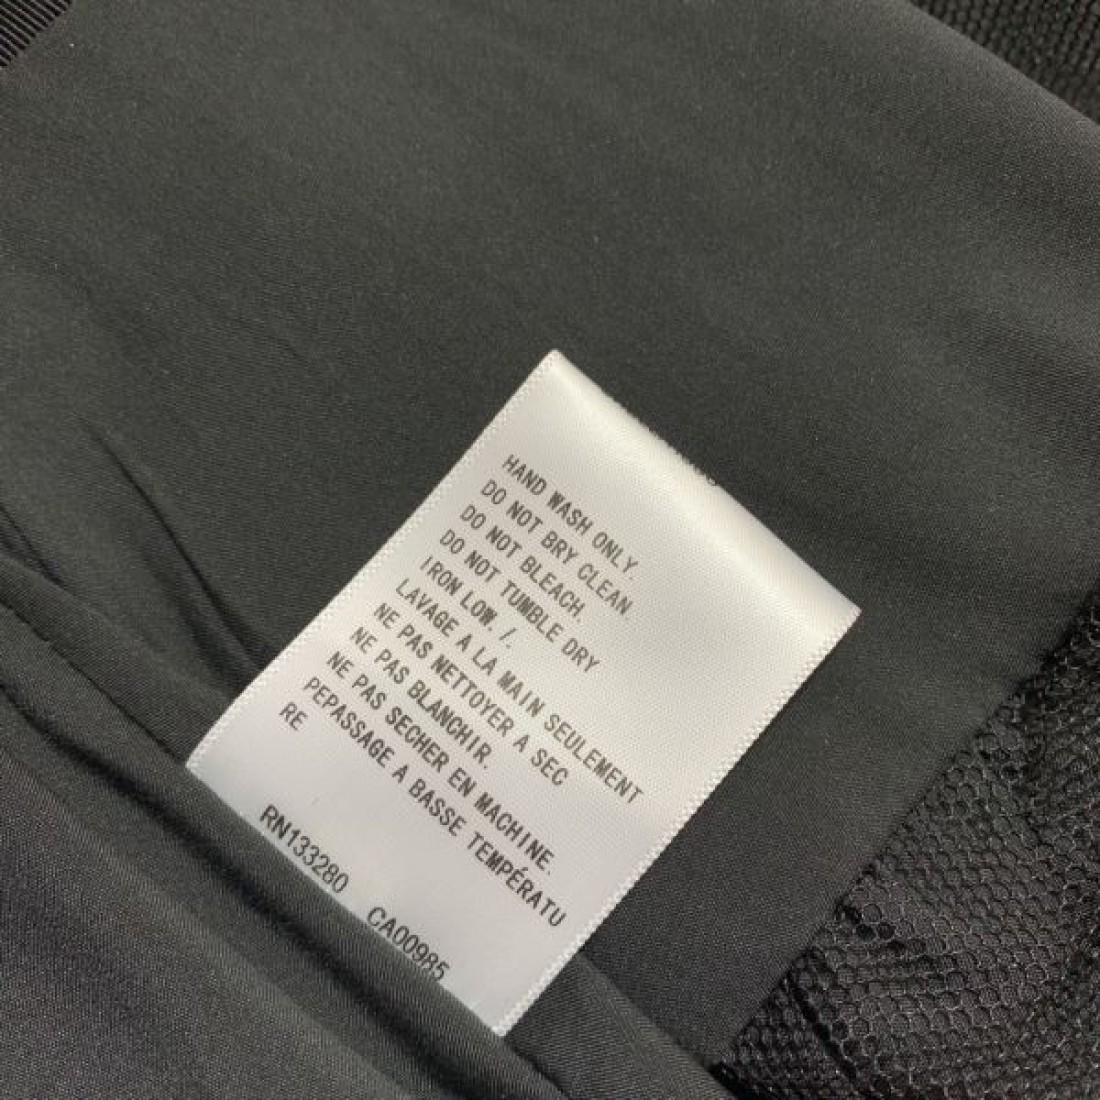 HAND WASH ONLY.
DO NOT BRY CLEAN
DO NOT BLEACH.
DO NOT TUMBLE DRY
IRON LOW. /.
LAVAGE A LA MAIN SEULEMENT
NE PAS NETTOYER A SEC
NE PAS BLANCHIR.
NE PAS SECHER EN MACHINE.
PEPASSAGE A BASSE TEMPÉRATU
RE
RN133280 CA00985